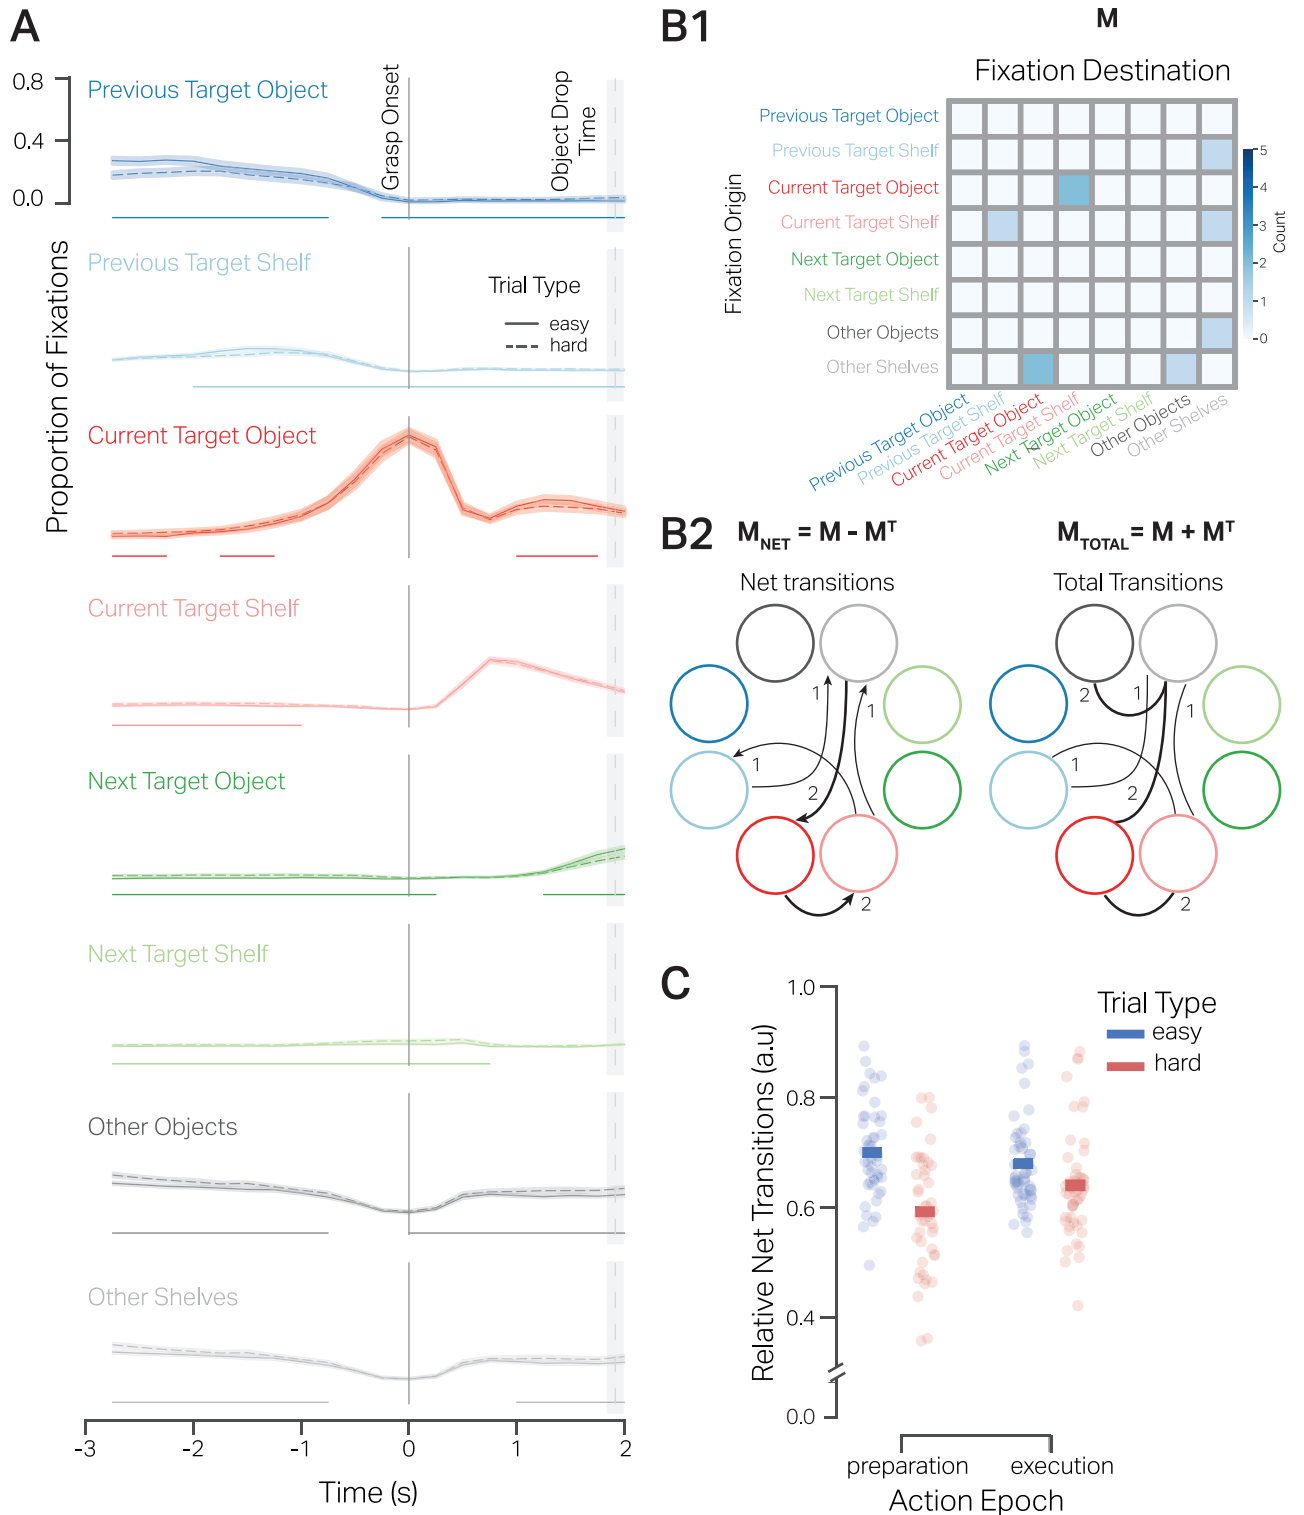 A
0.8
0.4
0.0
Proportion of Fixations
Previous Target Object
Grasp Onset
Object Drop
Time
Previous Target Shelf
Trial Type
easy
hard
Current Target Object
Current Target Shelf
Next Target Object
Next Target Shelf
Other Objects
Other Shelves
-3
-2
-1
0
1
2
Time (s)
B1
M
Fixation Destination
Fixation Origin
Previous Target Object
Previous Target Shelf
Current Target Object
Current Target Shelf
Next Target Object
Next Target Shelf
Other Objects
Other Shelves
Previous Target Object
Previous Target Shelf
Current Target Object
Current Target Shelf
Next Target Object
Next Target Shelf
Other Objects
Other Shelves
5
4
3
2
1
0
Count
B2
M_NET = M - M^T
Net transitions
1
1
1
2
2
M_TOTAL = M + M^T
Total Transitions
2
1
1
1
2
2
C
1.0
0.8
0.6
0.4
0.0
Relative Net Transitions (a.u)
Trial Type
easy
hard
preparation
execution
Action Epoch